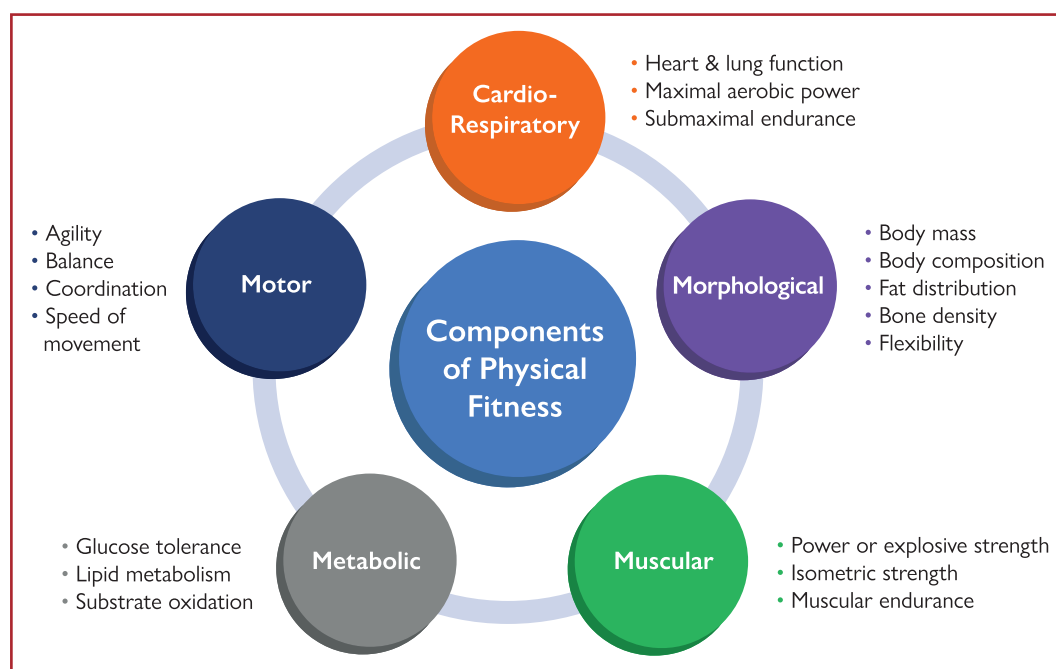 Cardio-
Respiratory
• Heart & lung function
• Maximal aerobic power
• Submaximal endurance
Morphological
• Body mass
• Body composition
• Fat distribution
• Bone density
• Flexibility
Muscular
• Power or explosive strength
• Isometric strength
• Muscular endurance
Metabolic
• Glucose tolerance
• Lipid metabolism
• Substrate oxidation
Motor
• Agility
• Balance
• Coordination
• Speed of
movement
Components
of Physical
Fitness